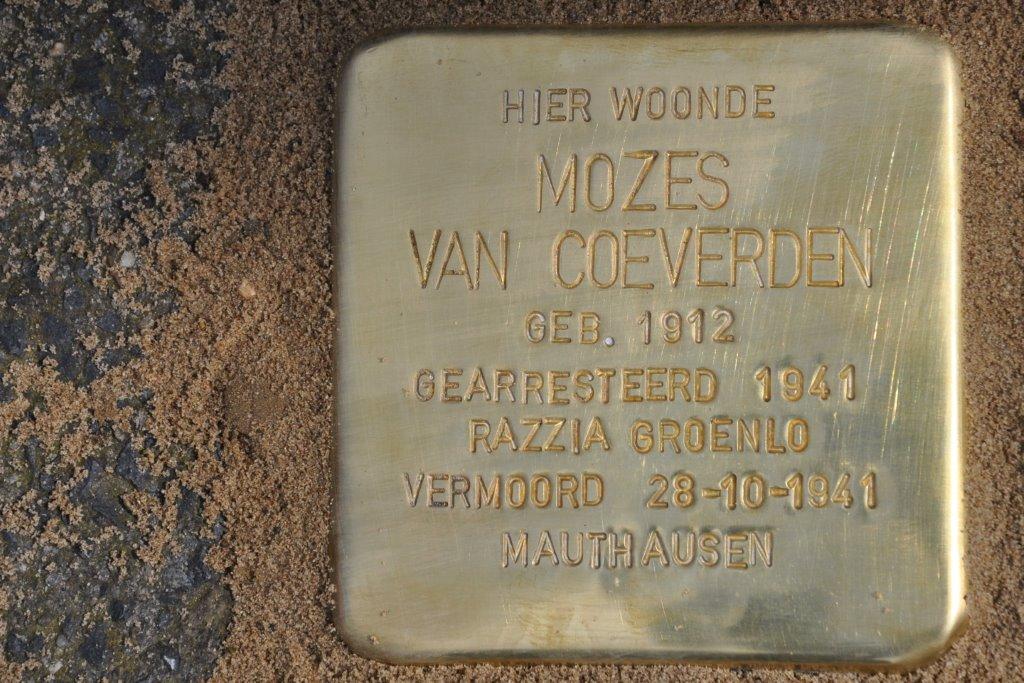 HIER WOONDE
MOZES
VAN COEVERDEN
GEB. 1912
GEARRESTEERD 1941
RAZZIA GROENLO
VERMOORD 28-10-1941
MAUTHAUSEN